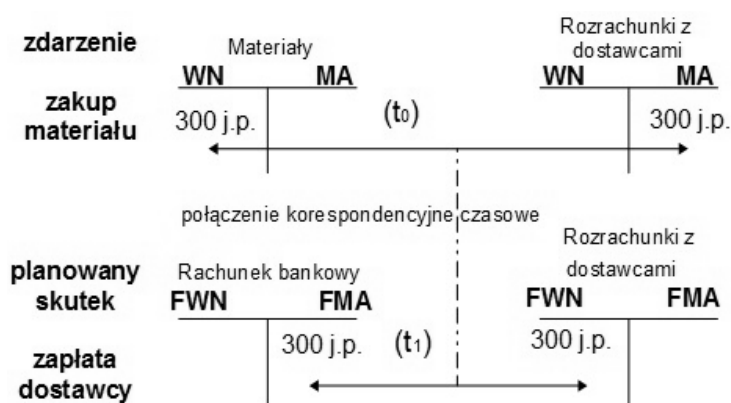 zdarzenie
Materiały
Rozrachunki z
dostawcami
WN MA
WN MA
zakup
materiału
300 j.p.
(t0)
300 j.p.
połączenie korespondencyjne czasowe
planowany
skutek
Rachunek bankowy
Rozrachunki z
dostawcami
FWN FMA
FWN FMA
zapłata
dostawcy
300 j.p.
(t1)
300 j.p.